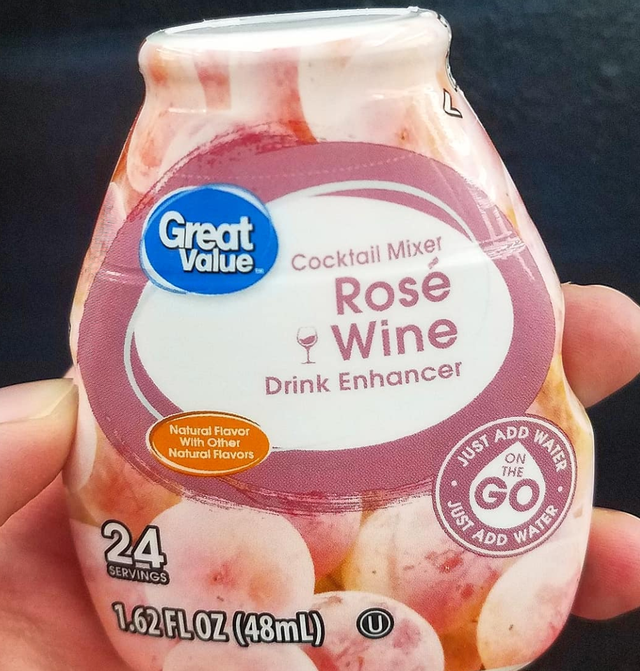 Great
Value™
Cocktail Mixer
Rosé
Wine
Drink Enhancer
Natural Flavor
With Other
Natural Flavors
JUST ADD WATER
ON
THE
GO
JUST ADD WATER
24
SERVINGS
1.62 FL OZ (48mL)
U